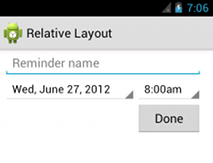 7:06
Relative Layout
Reminder name
Wed, June 27, 2012
8:00am
Done